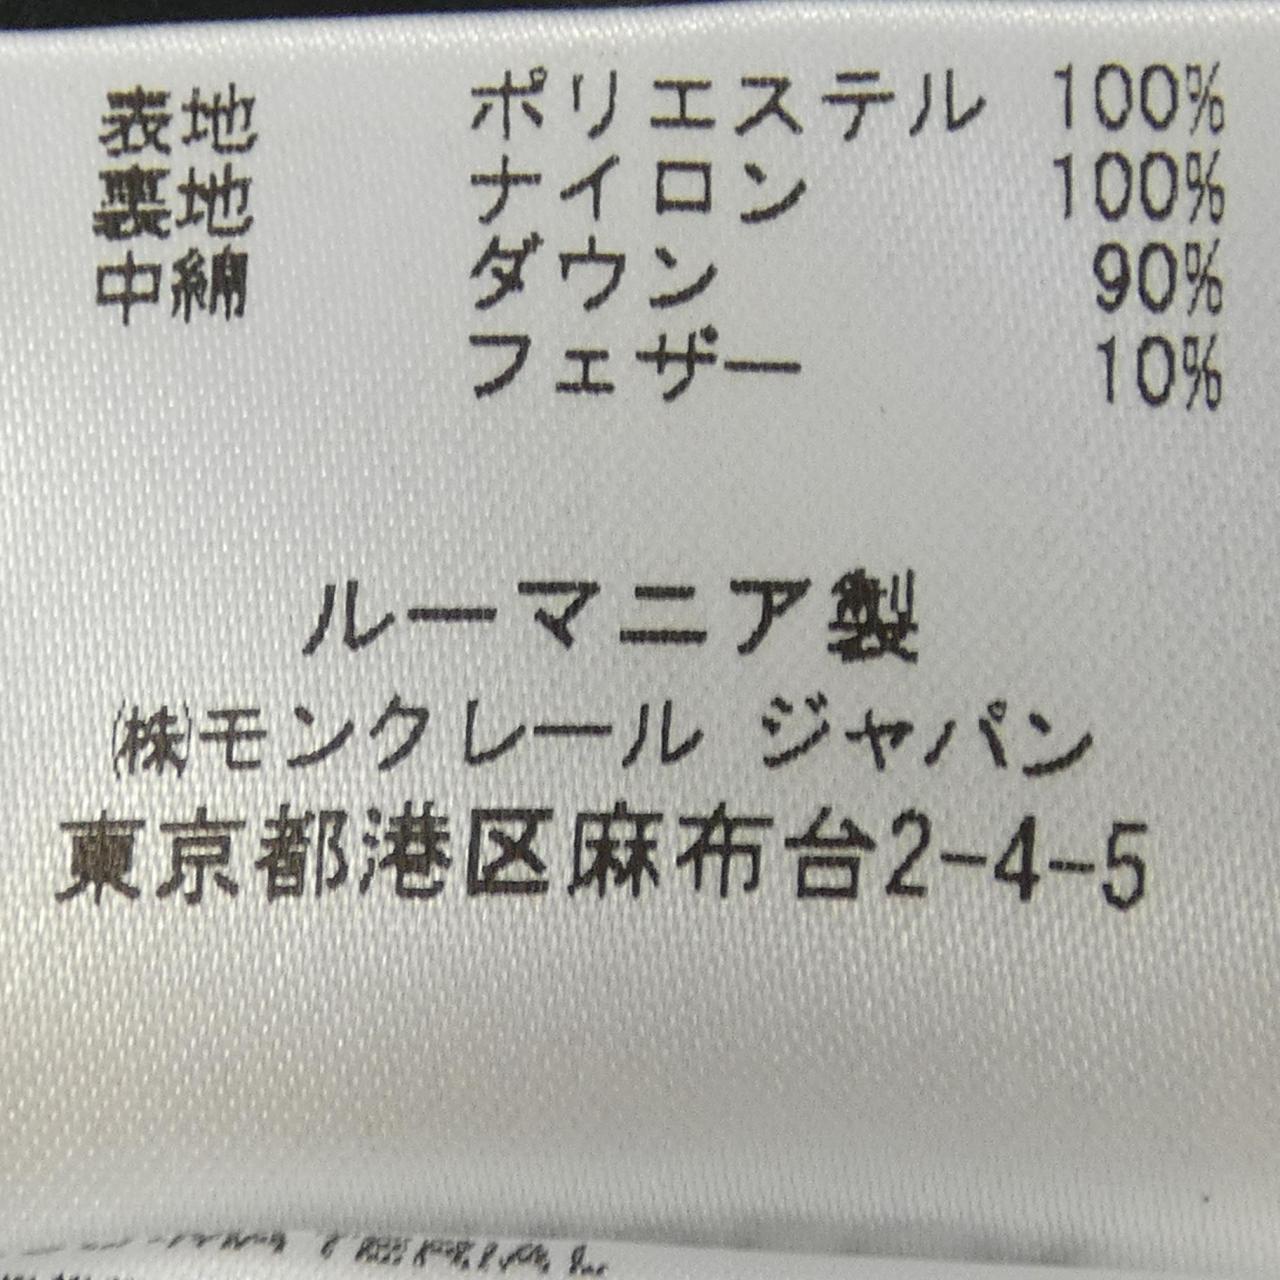 表地 ポリエステル 100%
裏地 ナイロン 100%
中綿 ダウン 90%
フェザー 10%
ルーマニア製
㈱モンクレール ジャパン
東京都港区麻布台2-4-5